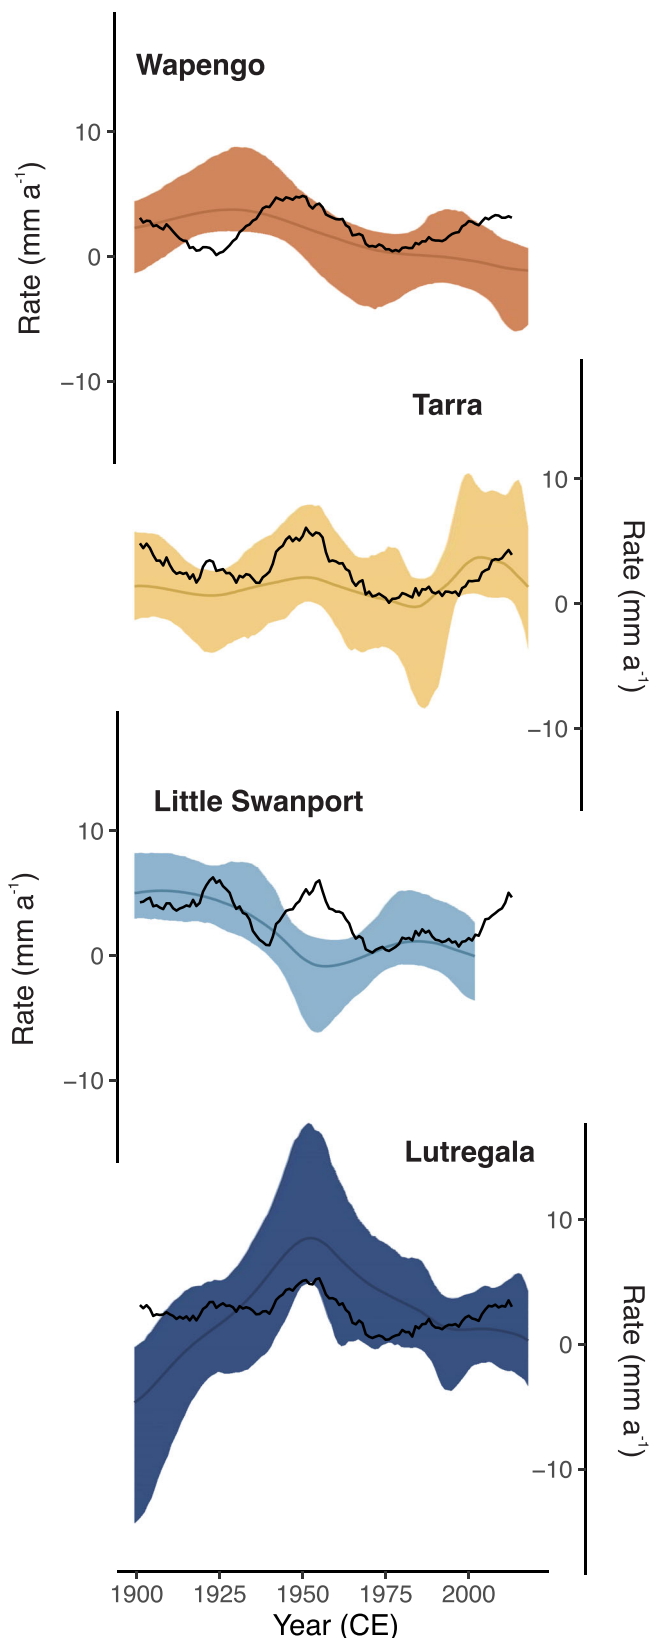 Wapengo
10
0
−10
Rate (mm a⁻¹)
Tarra
10
0
−10
Rate (mm a⁻¹)
Little Swanport
10
0
−10
Rate (mm a⁻¹)
Lutregala
10
0
−10
Rate (mm a⁻¹)
1900 1925 1950 1975 2000
Year (CE)